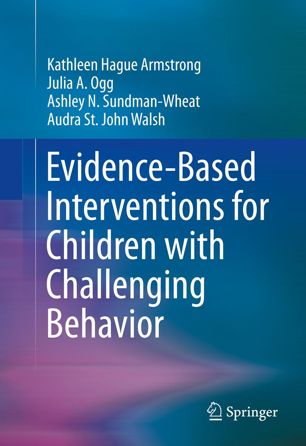 Kathleen Hague Armstrong
Julia A. Ogg
Ashley N. Sundman-Wheat
Audra St. John Walsh
Evidence-Based
Interventions for
Children with
Challenging
Behavior
Springer